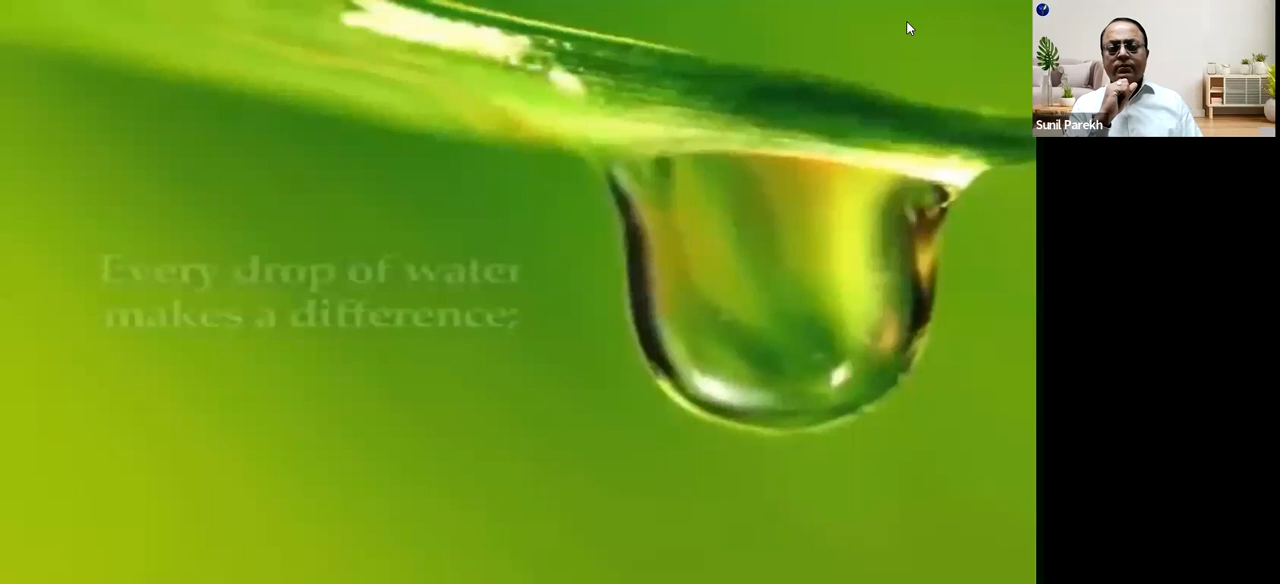 Every drop of water
makes a difference;
Sunil Parekh